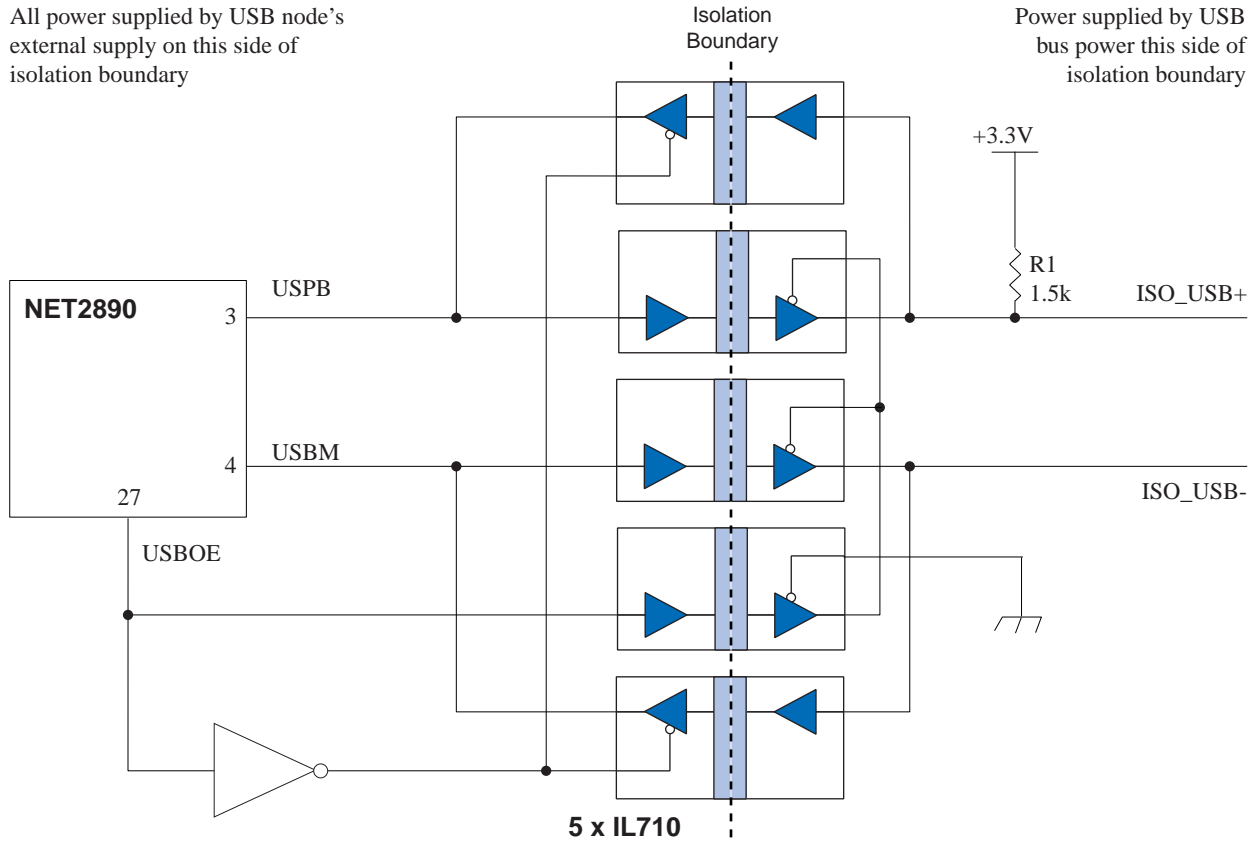 All power supplied by USB node's
external supply on this side of
isolation boundary
Isolation
Boundary
Power supplied by USB
bus power this side of
isolation boundary
+3.3V
R1
1.5k
ISO_USB+
NET2890
3
USPB
4
USBM
27
USBOE
ISO_USB-
5 x IL710